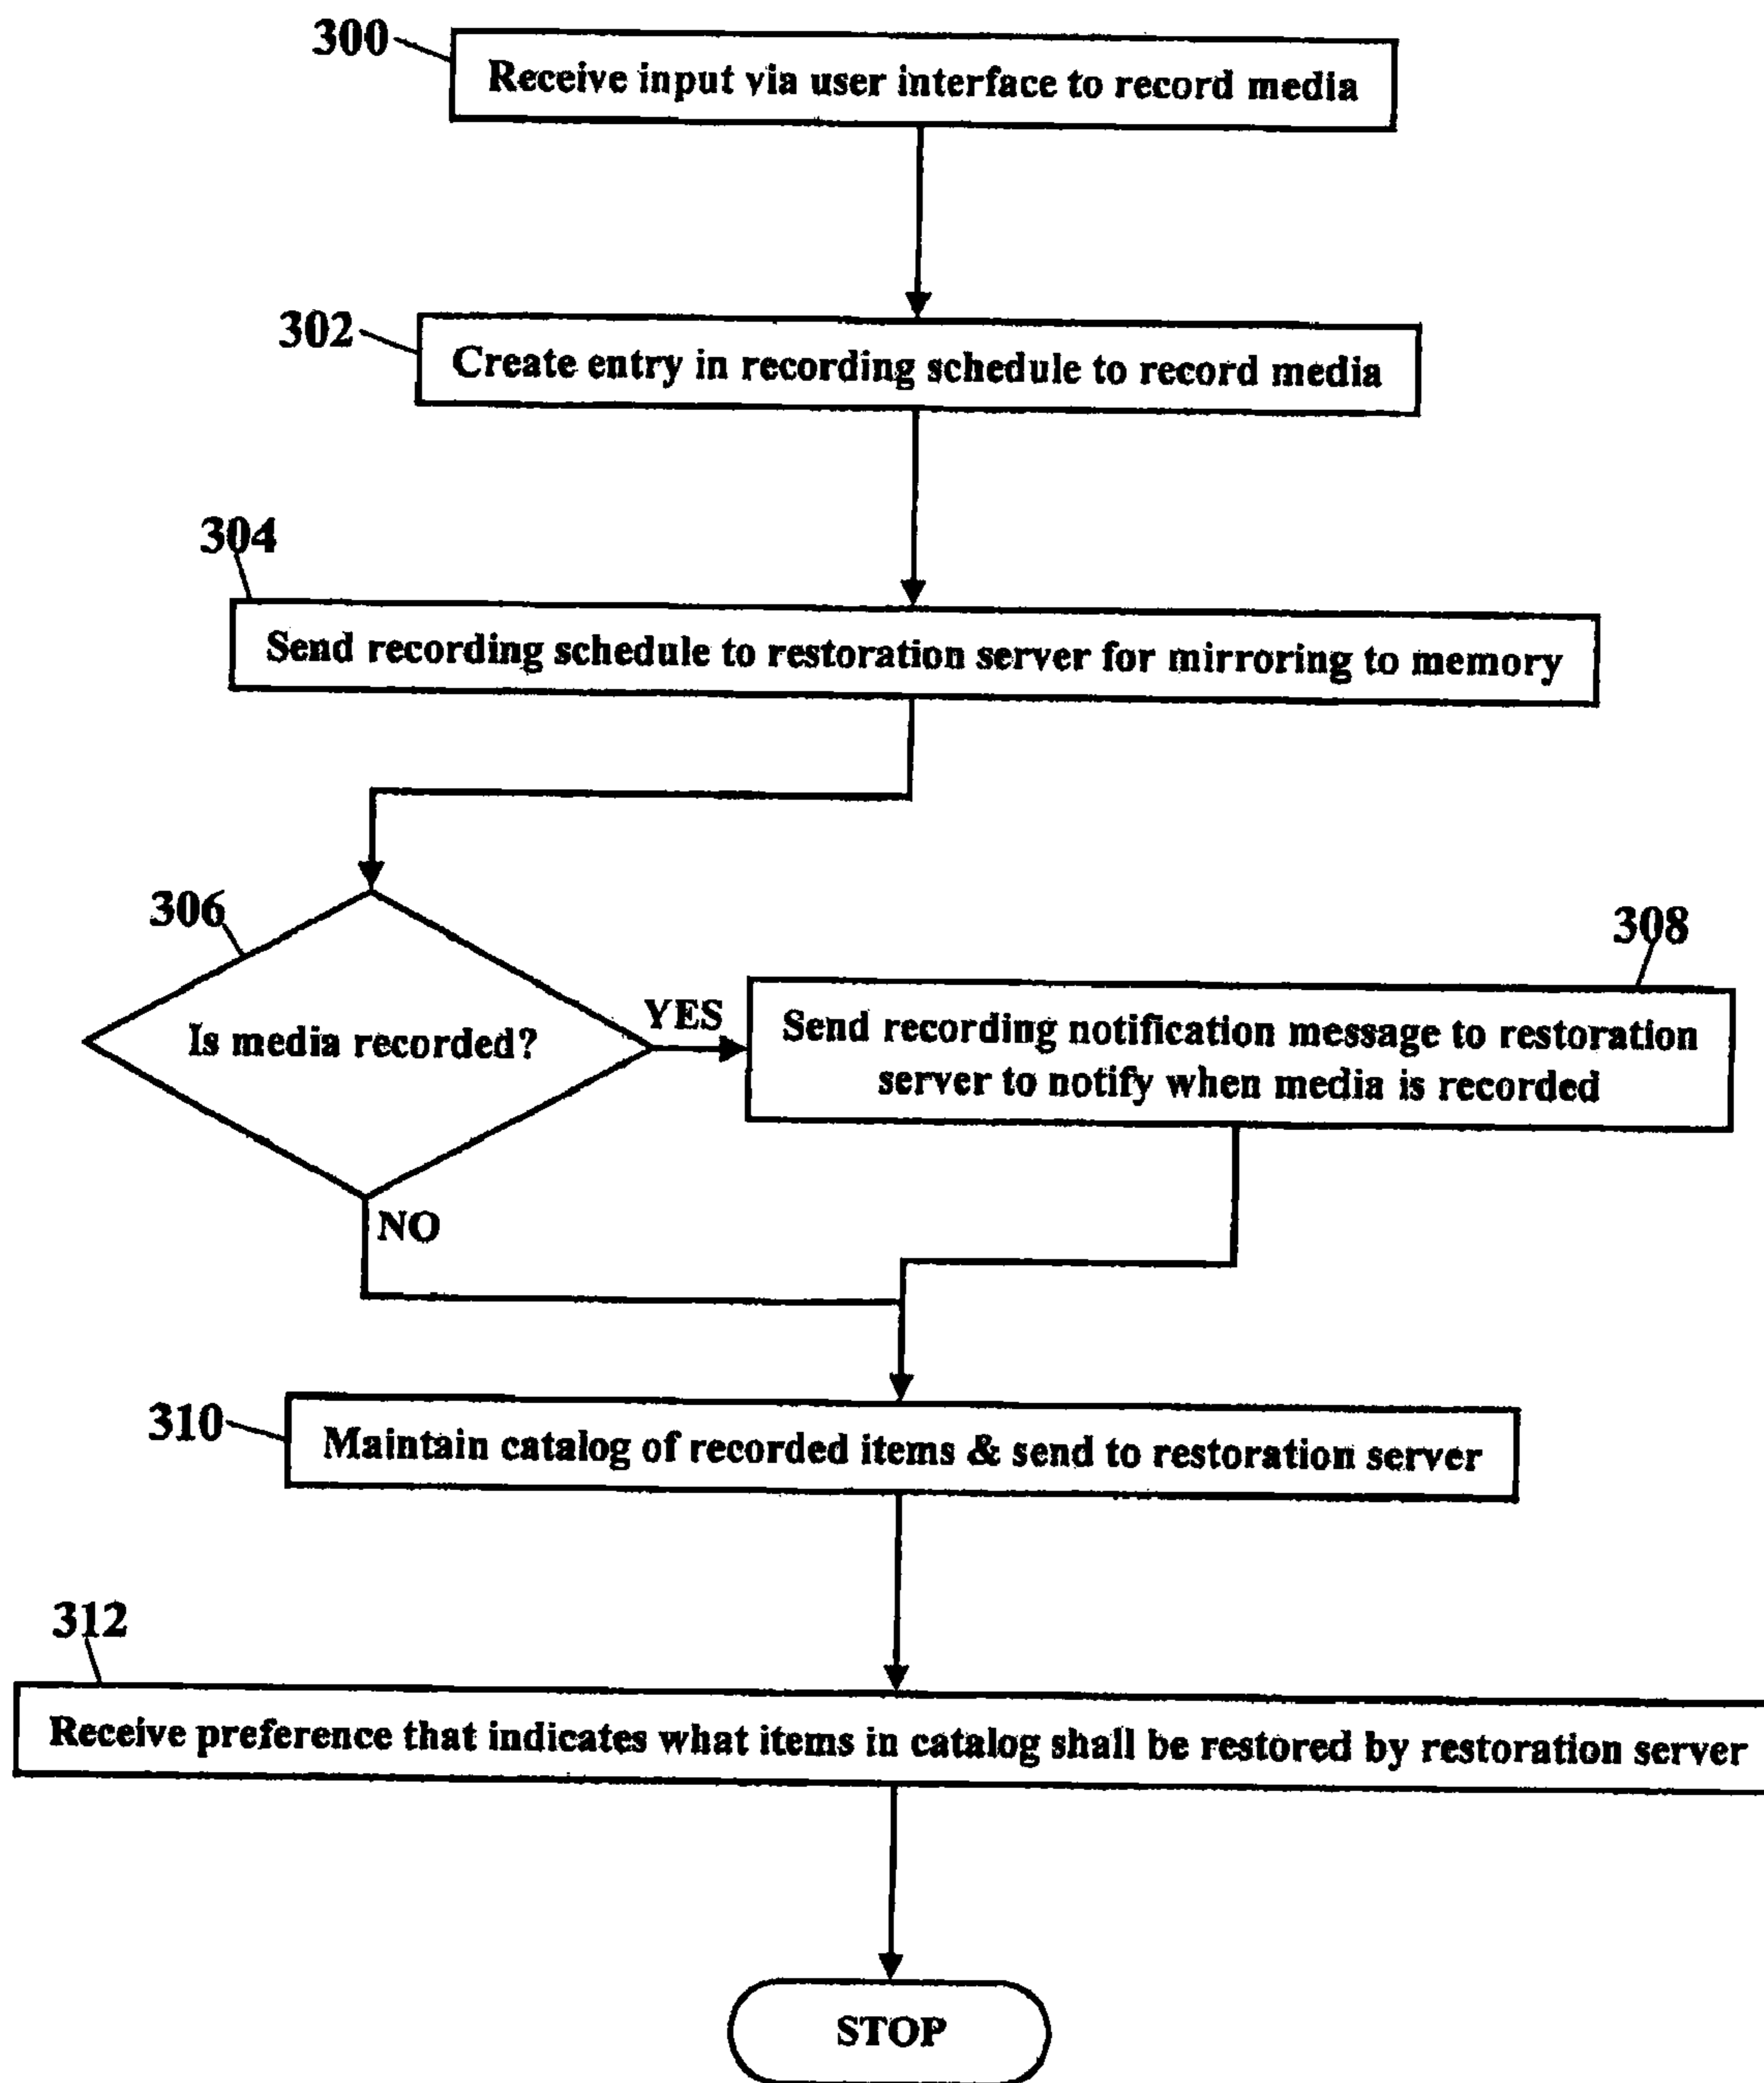 300
Receive input via user interface to record media
302
Create entry in recording schedule to record media
304
Send recording schedule to restoration server for mirroring to memory
306
Is media recorded?
YES
308
Send recording notification message to restoration
server to notify when media is recorded
NO
310
Maintain catalog of recorded items & send to restoration server
312
Receive preference that indicates what items in catalog shall be restored by restoration server
STOP